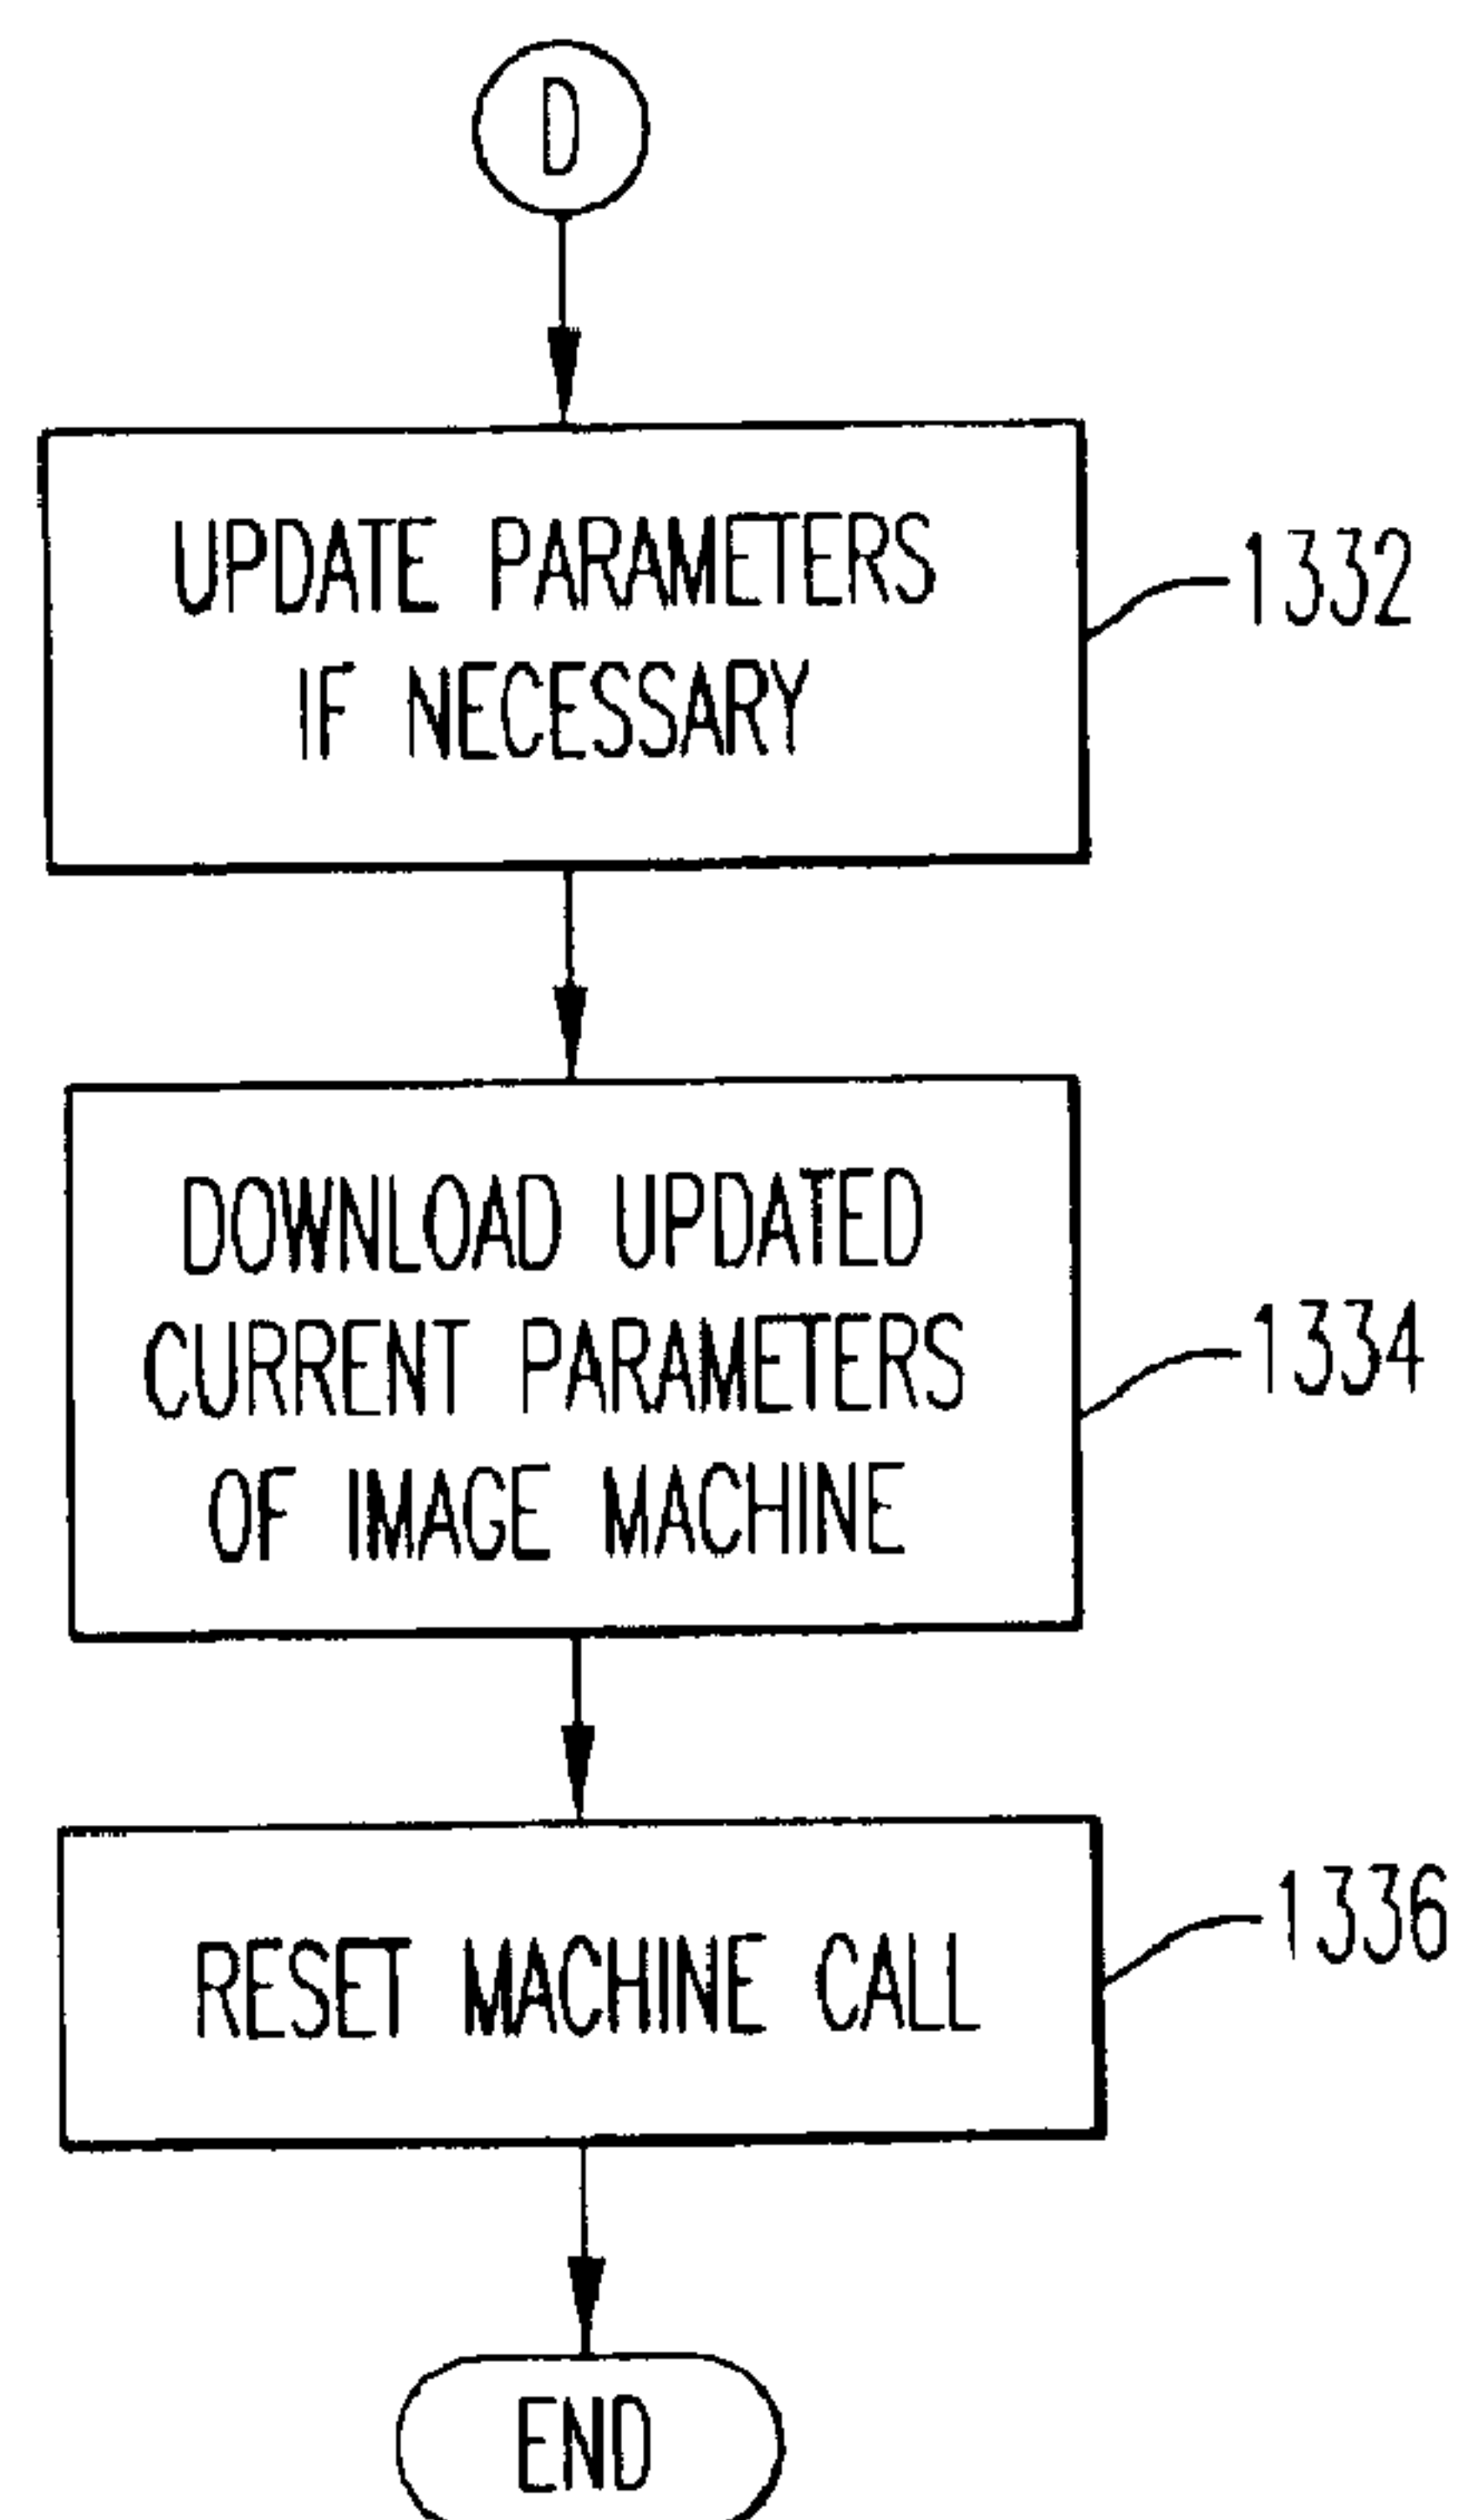 D
UPDATE PARAMETERS
IF NECESSARY
1332
DOWNLOAD UPDATED
CURRENT PARAMETERS
OF IMAGE MACHINE
1334
RESET MACHINE CALL
1336
END